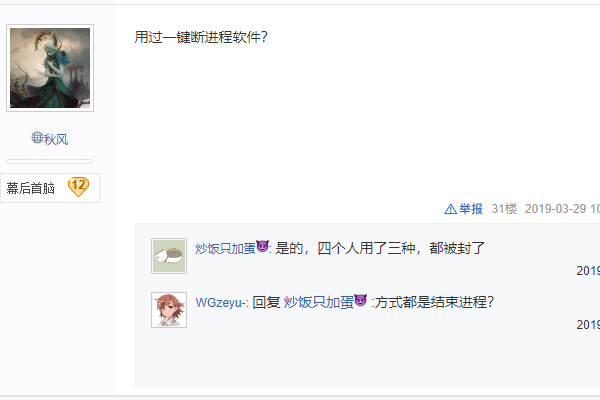 用过一键断进程软件？
秋风
幕后首脑 12
举报 31楼 2019-03-29 10
炒饭只加蛋😈: 是的，四个人用了三种，都被封了
2019
WGzeyu-: 回复 炒饭只加蛋😈 :方式都是结束进程？
2019